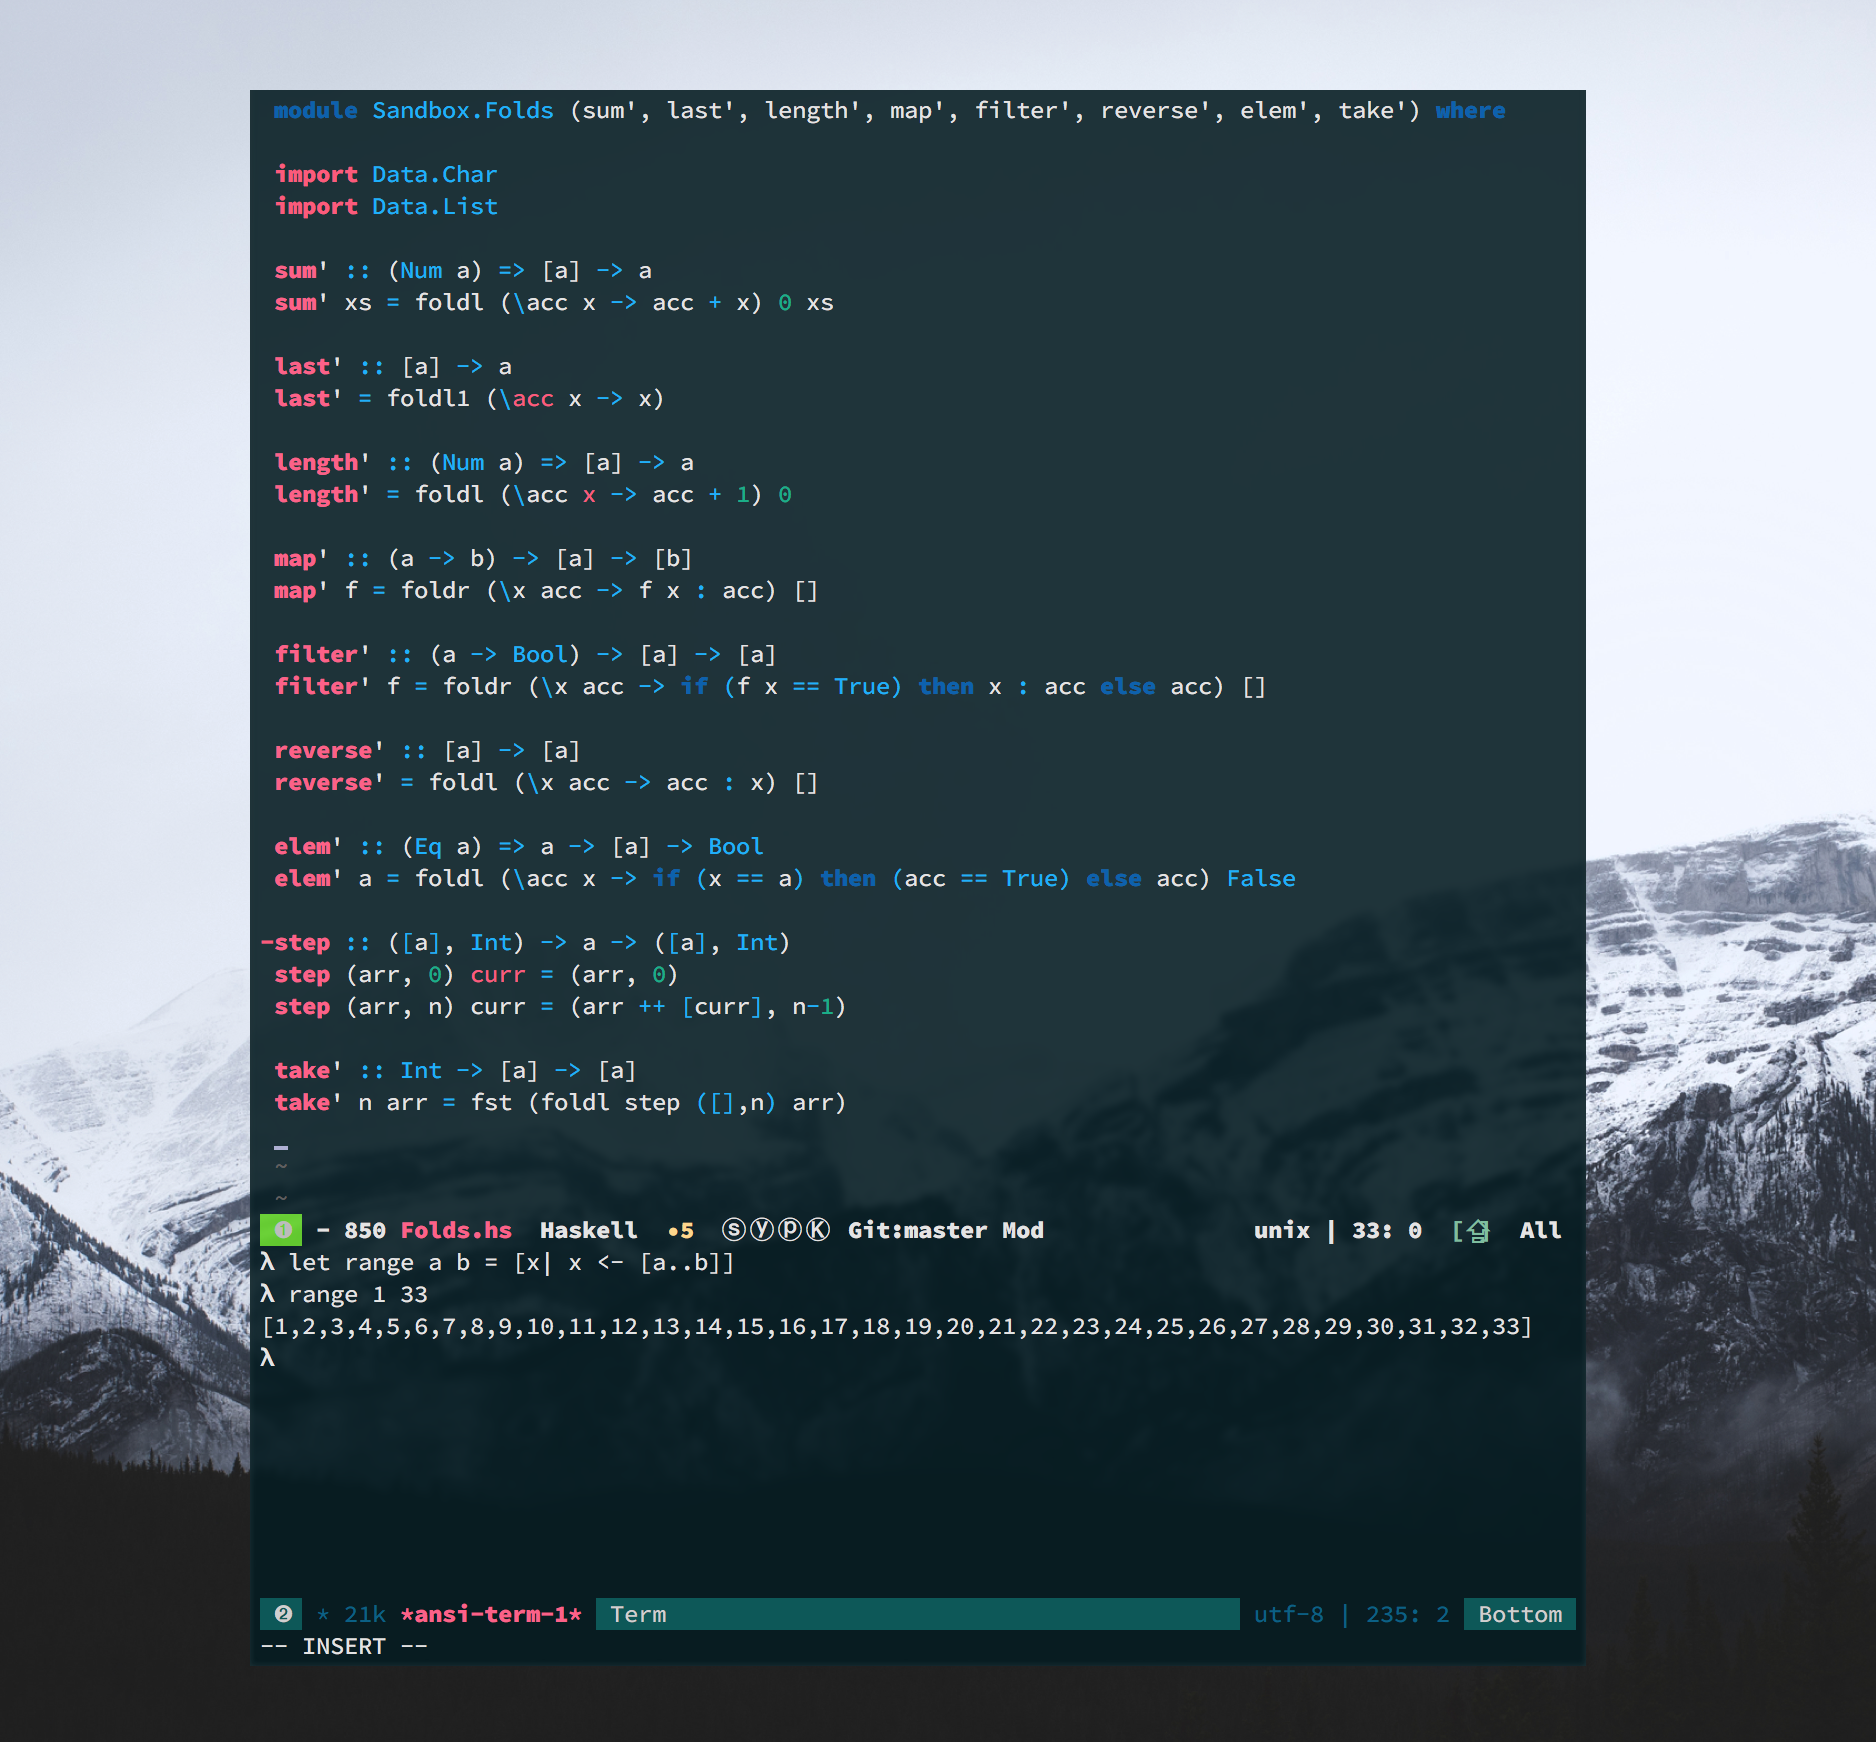 module Sandbox.Folds (sum', last', length', map', filter', reverse', elem', take') where
import Data.Char
import Data.List
sum' :: (Num a) => [a] -> a
sum' xs = foldl (\acc x -> acc + x) 0 xs
last' :: [a] -> a
last' = foldl1 (\acc x -> x)
length' :: (Num a) => [a] -> a
length' = foldl (\acc x -> acc + 1) 0
map' :: (a -> b) -> [a] -> [b]
map' f = foldr (\x acc -> f x : acc) []
filter' :: (a -> Bool) -> [a] -> [a]
filter' f = foldr (\x acc -> if (f x == True) then x : acc else acc) []
reverse' :: [a] -> [a]
reverse' = foldl (\x acc -> acc : x) []
elem' :: (Eq a) => a -> [a] -> Bool
elem' a = foldl (\acc x -> if (x == a) then (acc == True) else acc) False
-step :: ([a], Int) -> a -> ([a], Int)
step (arr, 0) curr = (arr, 0)
step (arr, n) curr = (arr ++ [curr], n-1)
take' :: Int -> [a] -> [a]
take' n arr = fst (foldl step ([],n) arr)
~
~
❶ - 850 Folds.hs Haskell •5 ⓢⓨⓟⓀ Git:master Mod unix | 33: 0 All
λ let range a b = [x| x <- [a..b]]
λ range 1 33
[1,2,3,4,5,6,7,8,9,10,11,12,13,14,15,16,17,18,19,20,21,22,23,24,25,26,27,28,29,30,31,32,33]
λ
❷ * 21k *ansi-term-1* Term utf-8 | 235: 2 Bottom
-- INSERT --